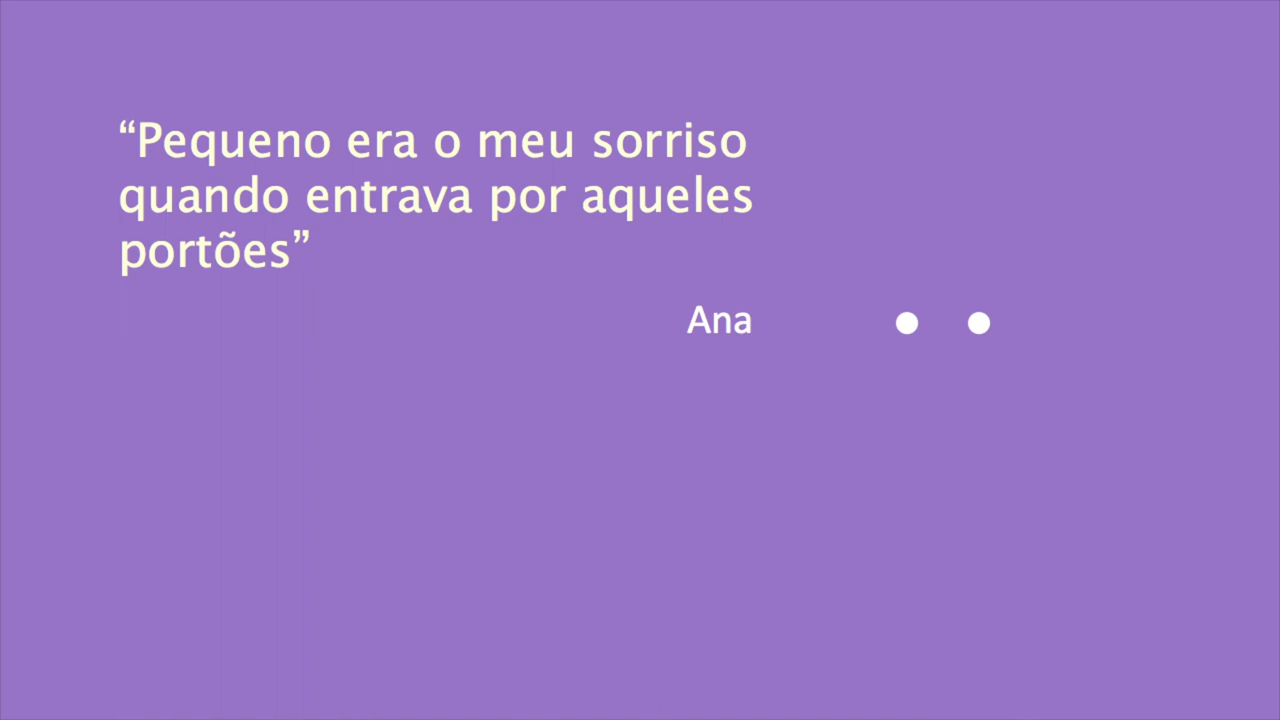 “Pequeno era o meu sorriso
quando entrava por aqueles
portões”
Ana